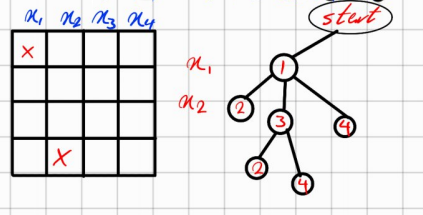 x₁ x₂ x₃ x₄
start
x
x₁ 1
x₂ 2 3 4
x
2 4